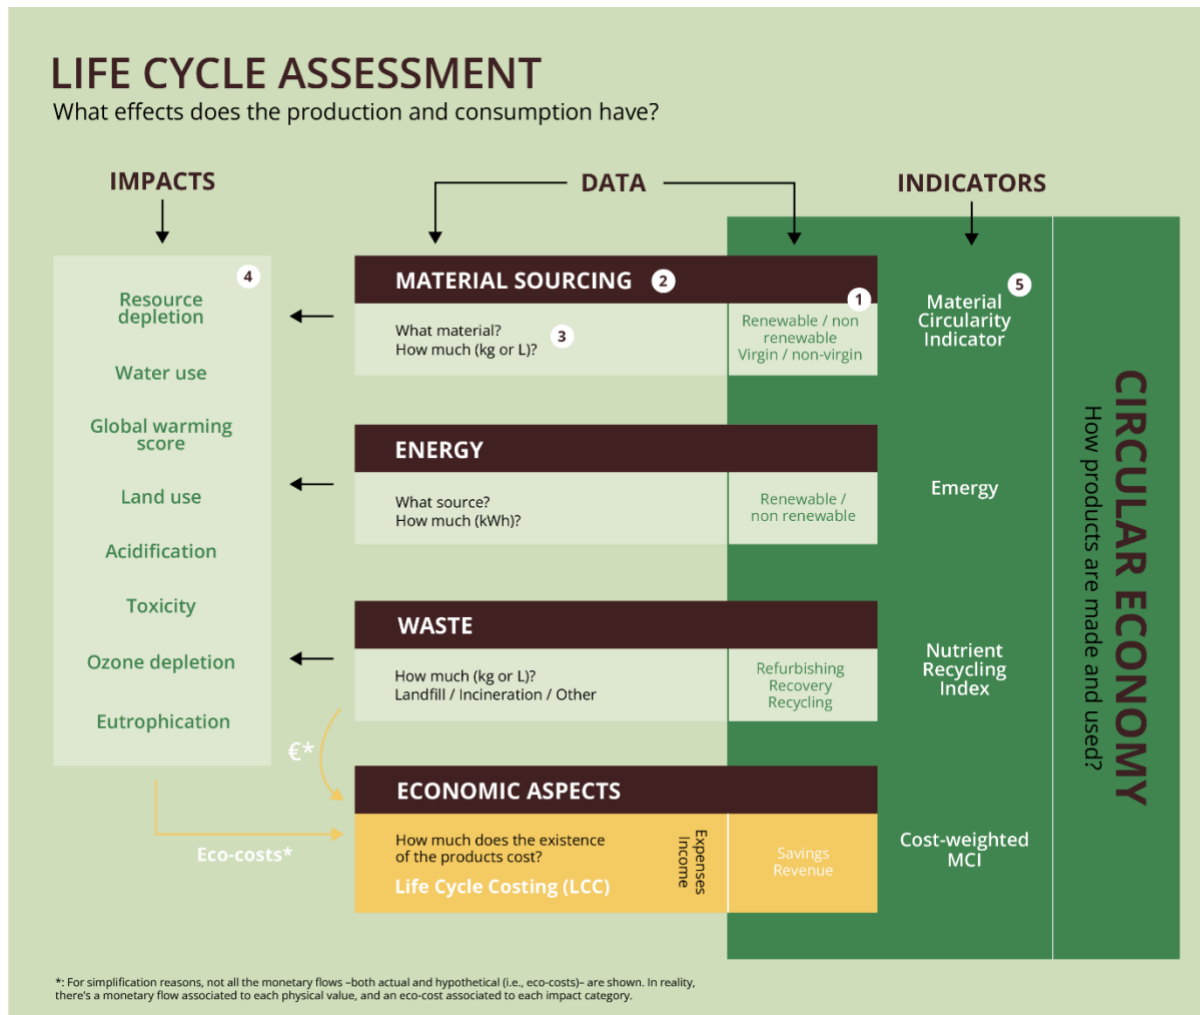 LIFE CYCLE ASSESSMENT
What effects does the production and consumption have?
IMPACTS
DATA
INDICATORS
4
Resource
depletion
Water use
Global warming
score
Land use
Acidification
Toxicity
Ozone depletion
Eutrophication
MATERIAL SOURCING 2
What material?
How much (kg or L)?
3
1
Renewable / non
renewable
Virgin / non-virgin
5
Material
Circularity
Indicator
ENERGY
What source?
How much (kWh)?
Renewable /
non renewable
Emergy
WASTE
How much (kg or L)?
Landfill / Incineration / Other
Refurbishing
Recovery
Recycling
Nutrient
Recycling
Index
€*
Eco-costs*
ECONOMIC ASPECTS
How much does the existence
of the products cost?
Life Cycle Costing (LCC)
Expenses
Income
Savings
Revenue
Cost-weighted
MCI
CIRCULAR ECONOMY
How products are made and used?
*: For simplification reasons, not all the monetary flows –both actual and hypothetical (i.e., eco-costs)– are shown. In reality,
there's a monetary flow associated to each physical value, and an eco-cost associated to each impact category.